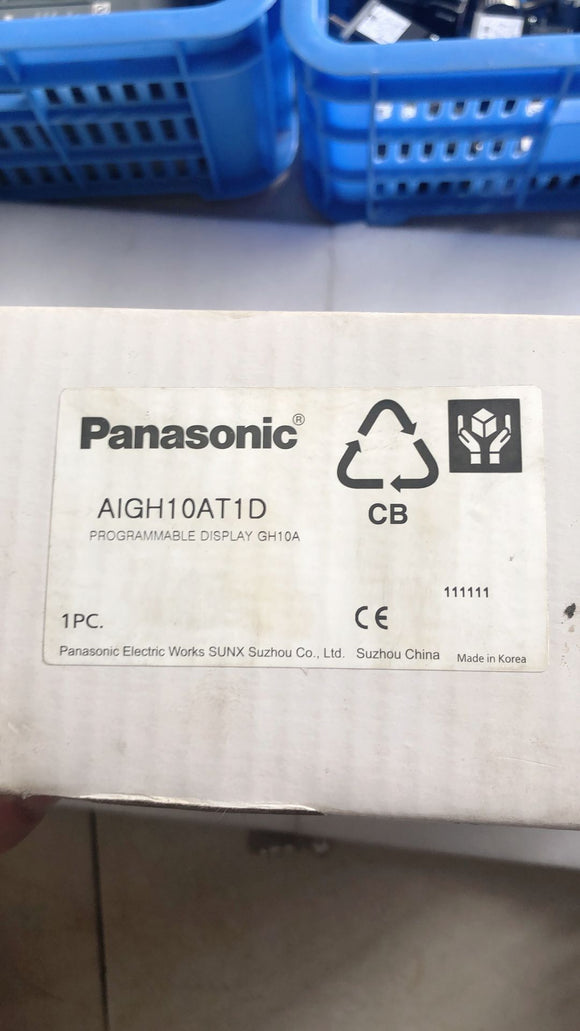 Panasonic®
CB
AIGH10AT1D
PROGRAMMABLE DISPLAY GH10A
111111
1PC.
CE
Panasonic Electric Works SUNX Suzhou Co., Ltd. Suzhou China Made in Korea